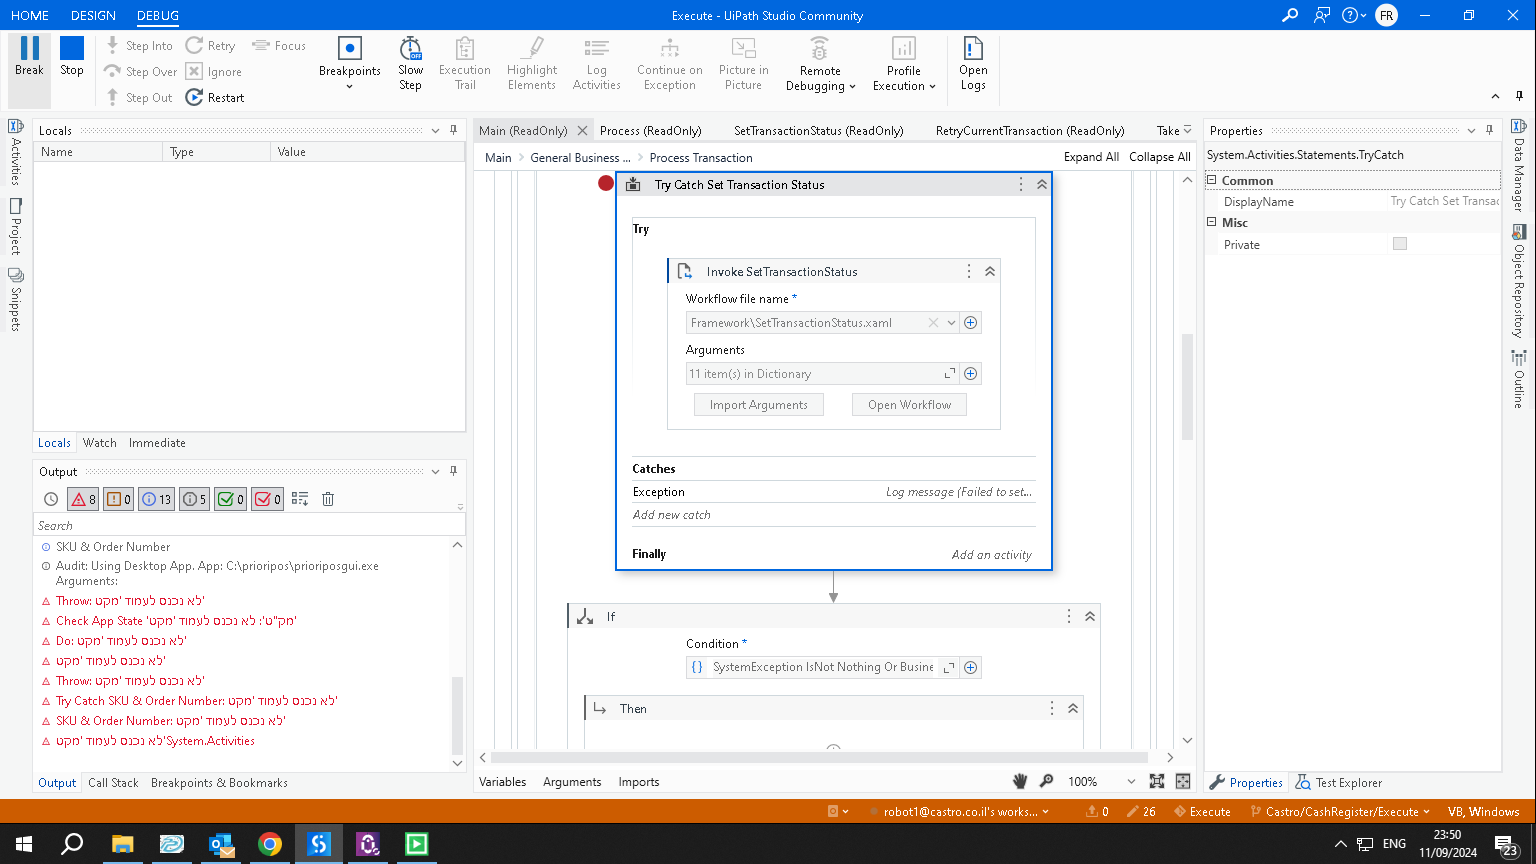 HOME DESIGN DEBUG
Execute - UiPath Studio Community
FR
Break
Stop
Step Into
Step Over
Step Out
Retry
Ignore
Restart
Focus
Breakpoints
Slow Step
Execution Trail
Highlight Elements
Log Activities
Continue on Exception
Picture in Picture
Remote Debugging
Profile Execution
Open Logs
Activities
Project
Snippets
Locals
Name Type Value
Locals Watch Immediate
Output
8 0 13 5 0 0
Search
SKU & Order Number
Audit: Using Desktop App. App: C:\prioripos\prioriposgui.exe
Arguments:
Throw: לא נכנס לעמוד 'מקט'
Check App State 'מק"ט': לא נכנס לעמוד 'מקט'
Do: לא נכנס לעמוד 'מקט'
לא נכנס לעמוד 'מקט'
Throw: לא נכנס לעמוד 'מקט'
Try Catch SKU & Order Number: לא נכנס לעמוד 'מקט'
SKU & Order Number: לא נכנס לעמוד 'מקט'
לא נכנס לעמוד 'מקט'System.Activities
Output Call Stack Breakpoints & Bookmarks
Main (ReadOnly) Process (ReadOnly) SetTransactionStatus (ReadOnly) RetryCurrentTransaction (ReadOnly) Take
Main General Business ... Process Transaction
Expand All Collapse All
Try Catch Set Transaction Status
Try
Invoke SetTransactionStatus
Workflow file name *
Framework\SetTransactionStatus.xaml
Arguments
11 item(s) in Dictionary
Import Arguments Open Workflow
Catches
Exception Log message (Failed to set...
Add new catch
Finally Add an activity
If
Condition *
{} SystemException IsNot Nothing Or Busine
Then
Variables Arguments Imports
100%
Properties
System.Activities.Statements.TryCatch
Common
DisplayName Try Catch Set Transac
Misc
Private
Properties Test Explorer
Data Manager
Object Repository
Outline
robot1@castro.co.il's works... 0 26 Execute Castro/CashRegister/Execute VB, Windows
ENG
23:50
11/09/2024
23